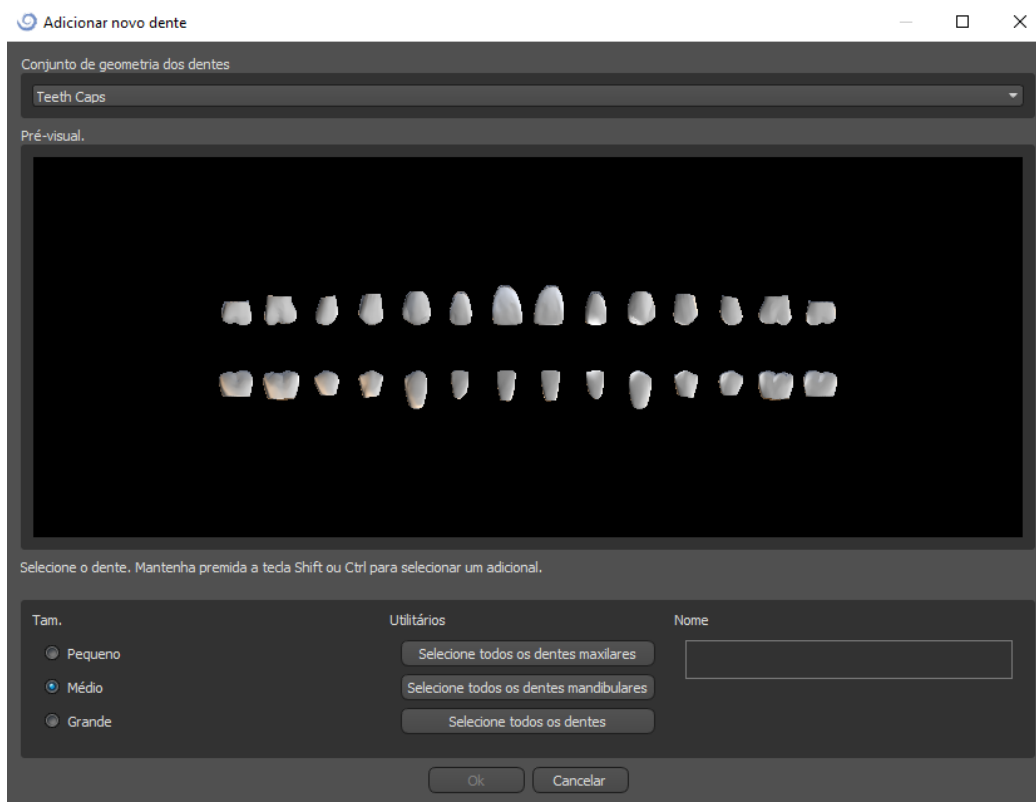 Adicionar novo dente
Conjunto de geometria dos dentes
Teeth Caps
Pré-visual.
Selecione o dente. Mantenha premida a tecla Shift ou Ctrl para selecionar um adicional.
Tam.
Utilitários
Nome
Pequeno
Selecione todos os dentes maxilares
Médio
Selecione todos os dentes mandibulares
Grande
Selecione todos os dentes
Ok
Cancelar